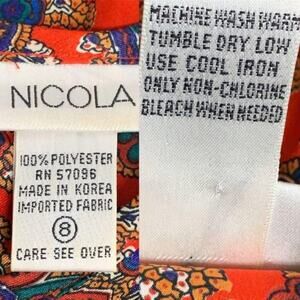 NICOLA
100% POLYESTER
RN 57096
MADE IN KOREA
IMPORTED FABRIC
8
CARE SEE OVER
MACHINE WASH WARM
TUMBLE DRY LOW
USE COOL IRON
ONLY NON-CHLORINE
BLEACH WHEN NEEDED